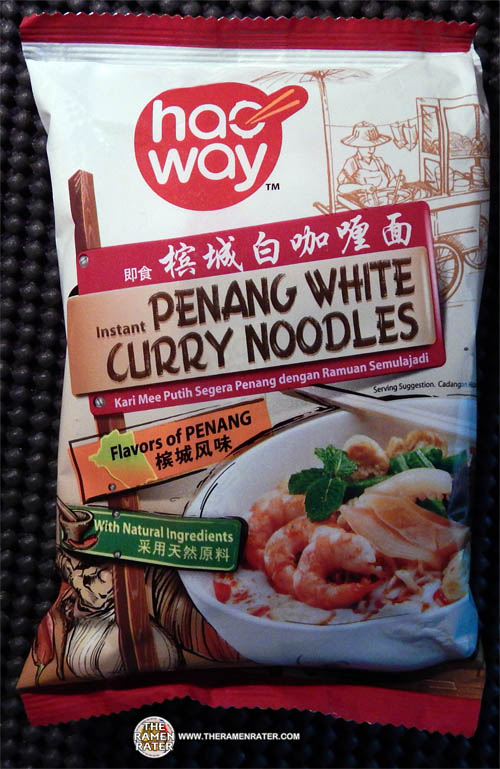 hao
way
TM
即食 槟城白咖喱面
Instant PENANG WHITE
CURRY NOODLES
Kari Mee Putih Segera Penang dengan Ramuan Semulajadi
Serving Suggestion.
Flavors of PENANG
槟城风味
With Natural Ingredients
采用天然原料
THE
RAMEN
RATER
WWW.THERAMENRATER.COM